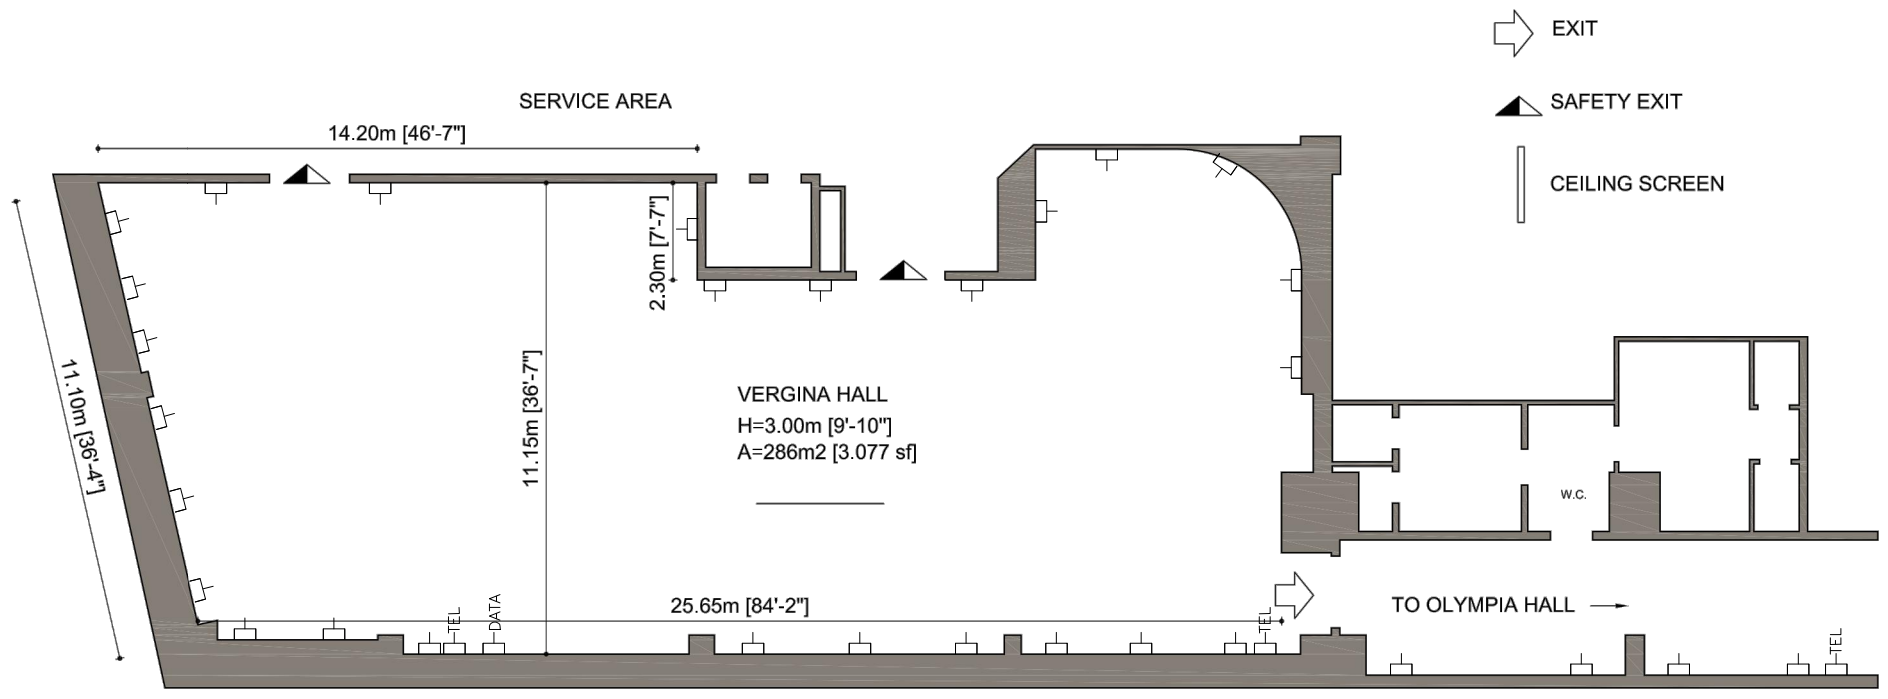 EXIT
SERVICE AREA
SAFETY EXIT
14.20m [46'-7"]
CEILING SCREEN
2.30m [7'-7"]
11.10m [36'-4"]
11.15m [36'-7"]
VERGINA HALL
H=3.00m [9'-10"]
A=286m2 [3.077 sf]
W.C.
25.65m [84'-2"]
TEL
DATA
TEL
TO OLYMPIA HALL
TEL